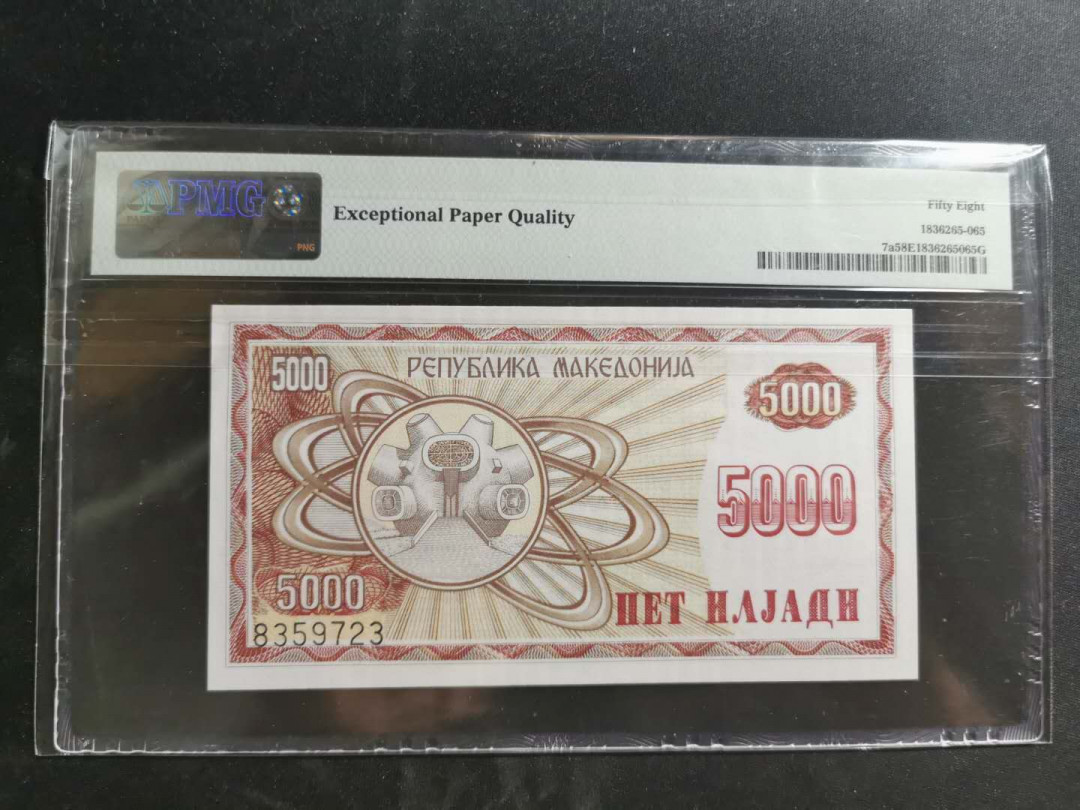 PMG
PNG
Exceptional Paper Quality
Fifty Eight
1836265-065
7a58E1836265065G
5000
РЕПУБЛИКА МАКЕДОНИЈА
5000
5000
5000
ПЕТ ИЛЈАДИ
8359723